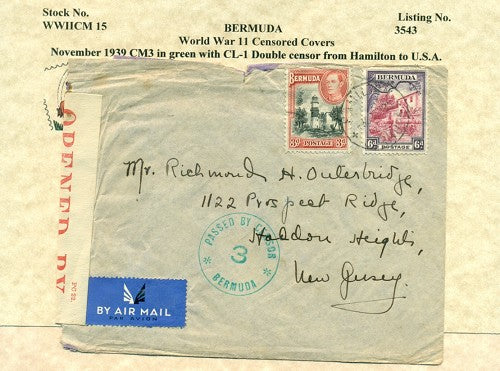 Stock No.
WWIICM 15
BERMUDA
Listing No.
3543
World War 11 Censored Covers
November 1939 CM3 in green with CL-1 Double censor from Hamilton to U.S.A.
BERMUDA
3D POSTAGE 3D
BERMUDA
6D POSTAGE 6D
OPENED BY
P.C. 22.
Mr. Richmonds H. Outerbridge,
1122 Prospect Ridge,
Haddon Heights,
New Jersey.
PASSED BY CENSOR
3
BERMUDA
BY AIR MAIL
PAR AVION